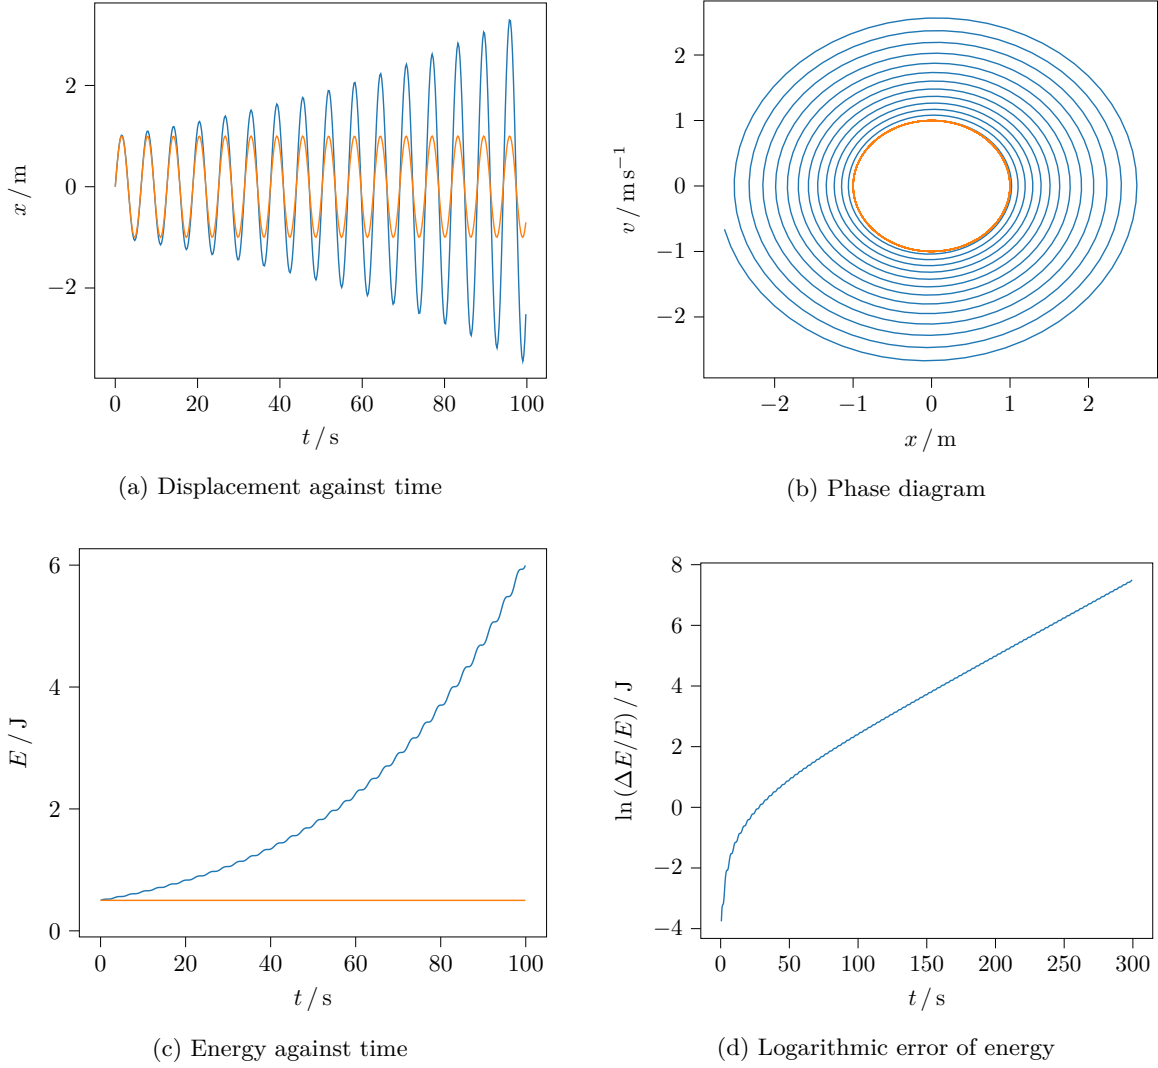 2
0
−2
x / m
0 20 40 60 80 100
t / s
(a) Displacement against time
2
1
0
−1
−2
v / m s⁻¹
−2 −1 0 1 2
x / m
(b) Phase diagram
6
4
2
0
E / J
0 20 40 60 80 100
t / s
(c) Energy against time
8
6
4
2
0
−2
−4
ln(ΔE/E) / J
0 50 100 150 200 250 300
t / s
(d) Logarithmic error of energy